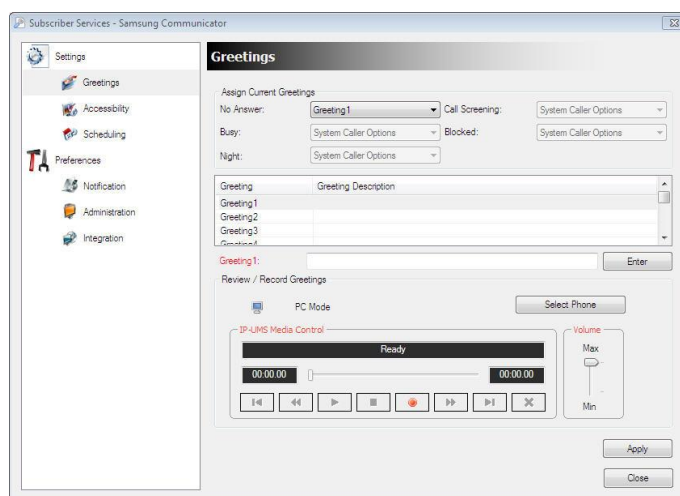 Subscriber Services - Samsung Communicator
Settings
Greetings
Accessibility
Scheduling
Preferences
Notification
Administration
Integration
Greetings
Assign Current Greetings
No Answer: Greeting1 Call Screening: System Caller Options
Busy: System Caller Options Blocked: System Caller Options
Night: System Caller Options
Greeting Greeting Description
Greeting1
Greeting2
Greeting3
Greeting4
Greeting1: Enter
Review / Record Greetings
PC Mode Select Phone
IP-UMS Media Control Volume
Ready Max
00:00.00 00:00.00
Min
Apply
Close